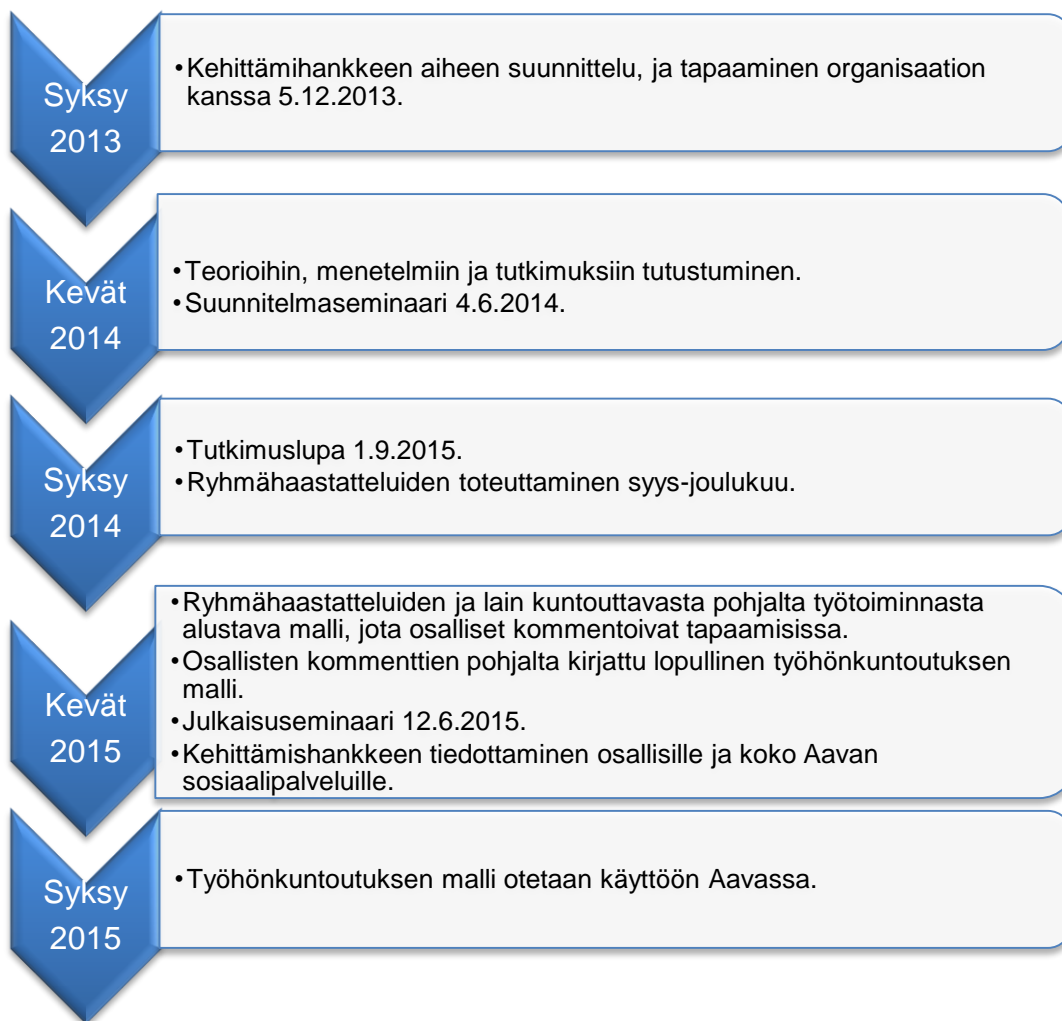 Syksy
2013
•Kehittämihankkeen aiheen suunnittelu, ja tapaaminen organisaation
kanssa 5.12.2013.
Kevät
2014
•Teorioihin, menetelmiin ja tutkimuksiin tutustuminen.
•Suunnitelmaseminaari 4.6.2014.
Syksy
2014
•Tutkimuslupa 1.9.2015.
•Ryhmähaastatteluiden toteuttaminen syys-joulukuu.
Kevät
2015
•Ryhmähaastatteluiden ja lain kuntouttavasta pohjalta työtoiminnasta
alustava malli, jota osalliset kommentoivat tapaamisissa.
•Osallisten kommenttien pohjalta kirjattu lopullinen työhönkuntoutuksen
malli.
•Julkaisuseminaari 12.6.2015.
•Kehittämishankkeen tiedottaminen osallisille ja koko Aavan
sosiaalipalveluille.
Syksy
2015
•Työhönkuntoutuksen malli otetaan käyttöön Aavassa.